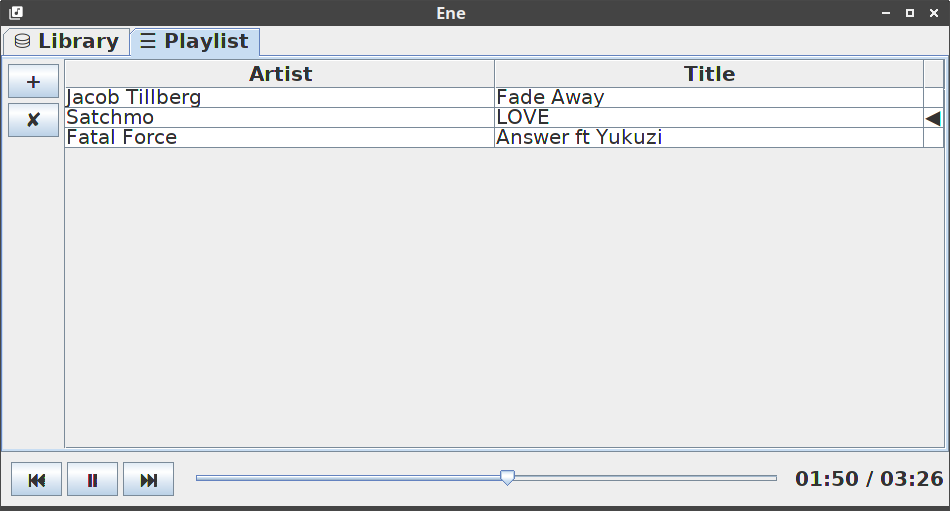 Ene
Library Playlist
Artist Title
Jacob Tillberg Fade Away
Satchmo LOVE
Fatal Force Answer ft Yukuzi
01:50 / 03:26